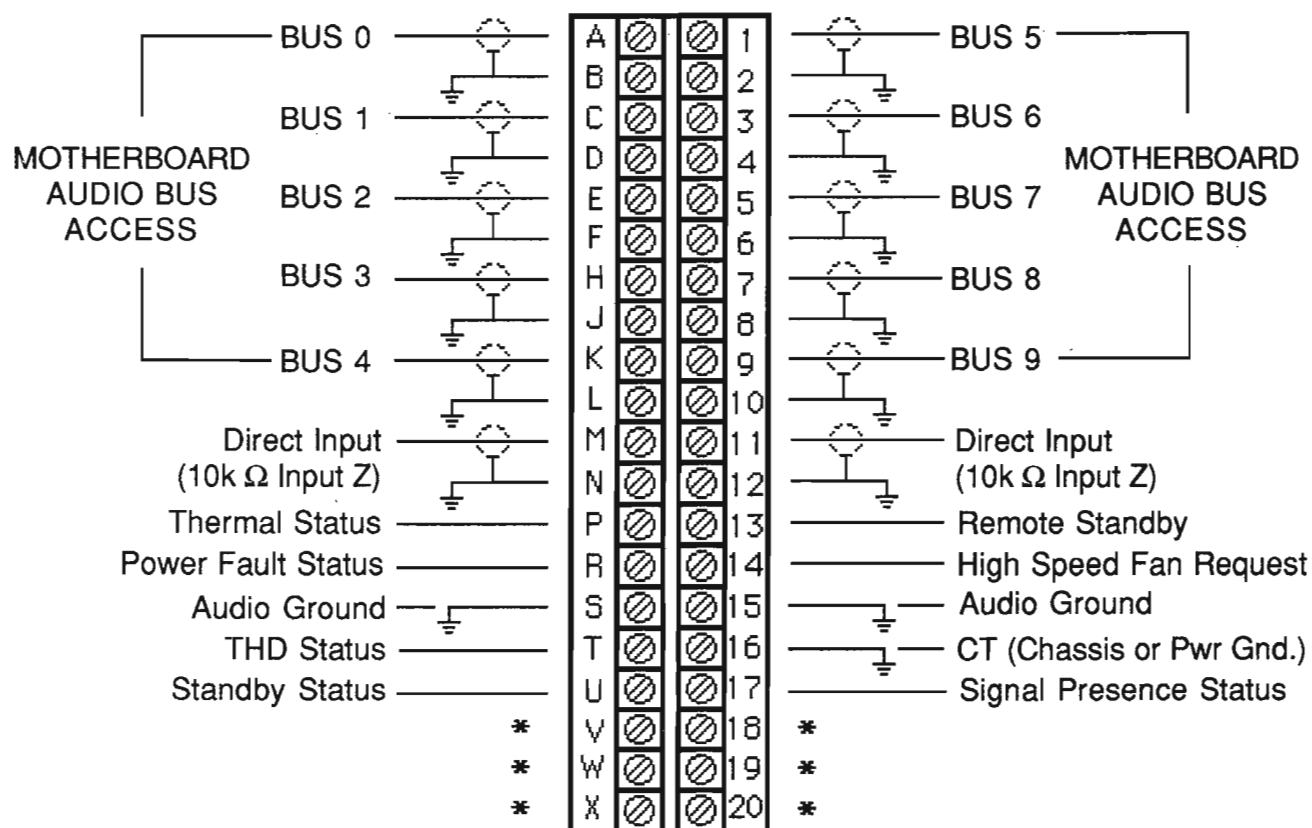 BUS 0 A 1 BUS 5
B 2
BUS 1 C 3 BUS 6
D 4
MOTHERBOARD AUDIO BUS ACCESS
BUS 2 E 5 BUS 7
MOTHERBOARD AUDIO BUS ACCESS
F 6
BUS 3 H 7 BUS 8
J 8
BUS 4 K 9 BUS 9
L 10
Direct Input M 11 Direct Input
(10k Ω Input Z) N 12 (10k Ω Input Z)
Thermal Status P 13 Remote Standby
Power Fault Status R 14 High Speed Fan Request
Audio Ground S 15 Audio Ground
THD Status T 16 CT (Chassis or Pwr Gnd.)
Standby Status U 17 Signal Presence Status
* V 18 *
* W 19 *
* X 20 *